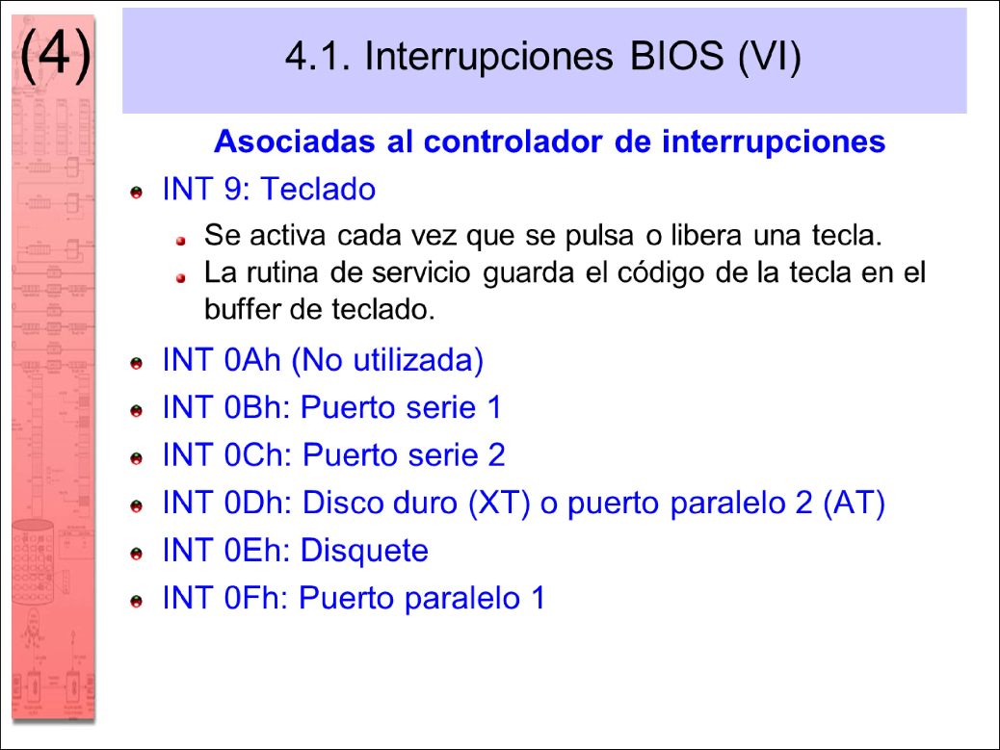 (4)
4.1. Interrupciones BIOS (VI)
Asociadas al controlador de interrupciones
INT 9: Teclado
Se activa cada vez que se pulsa o libera una tecla.
La rutina de servicio guarda el código de la tecla en el
buffer de teclado.
INT 0Ah (No utilizada)
INT 0Bh: Puerto serie 1
INT 0Ch: Puerto serie 2
INT 0Dh: Disco duro (XT) o puerto paralelo 2 (AT)
INT 0Eh: Disquete
INT 0Fh: Puerto paralelo 1